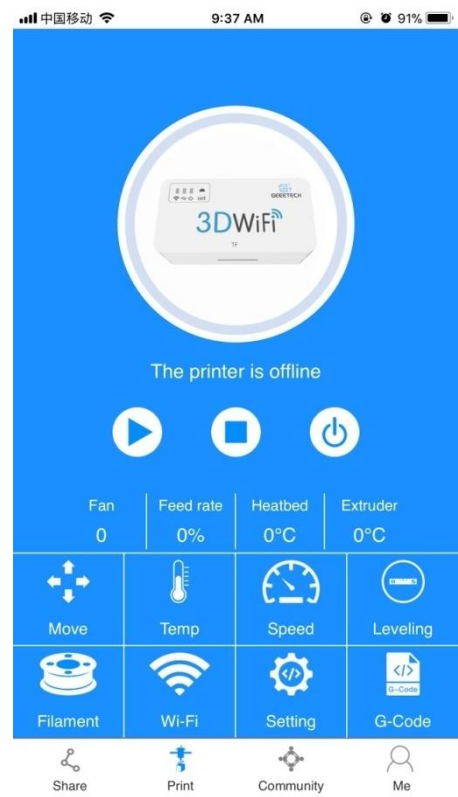 中国移动 9:37 AM 91%
GEEETECH
3DWiFi
TF
The printer is offline
Fan Feed rate Heatbed Extruder
0 0% 0°C 0°C
Move Temp Speed Leveling
</>
</>
G-Code
Filament Wi-Fi Setting G-Code
Share Print Community Me